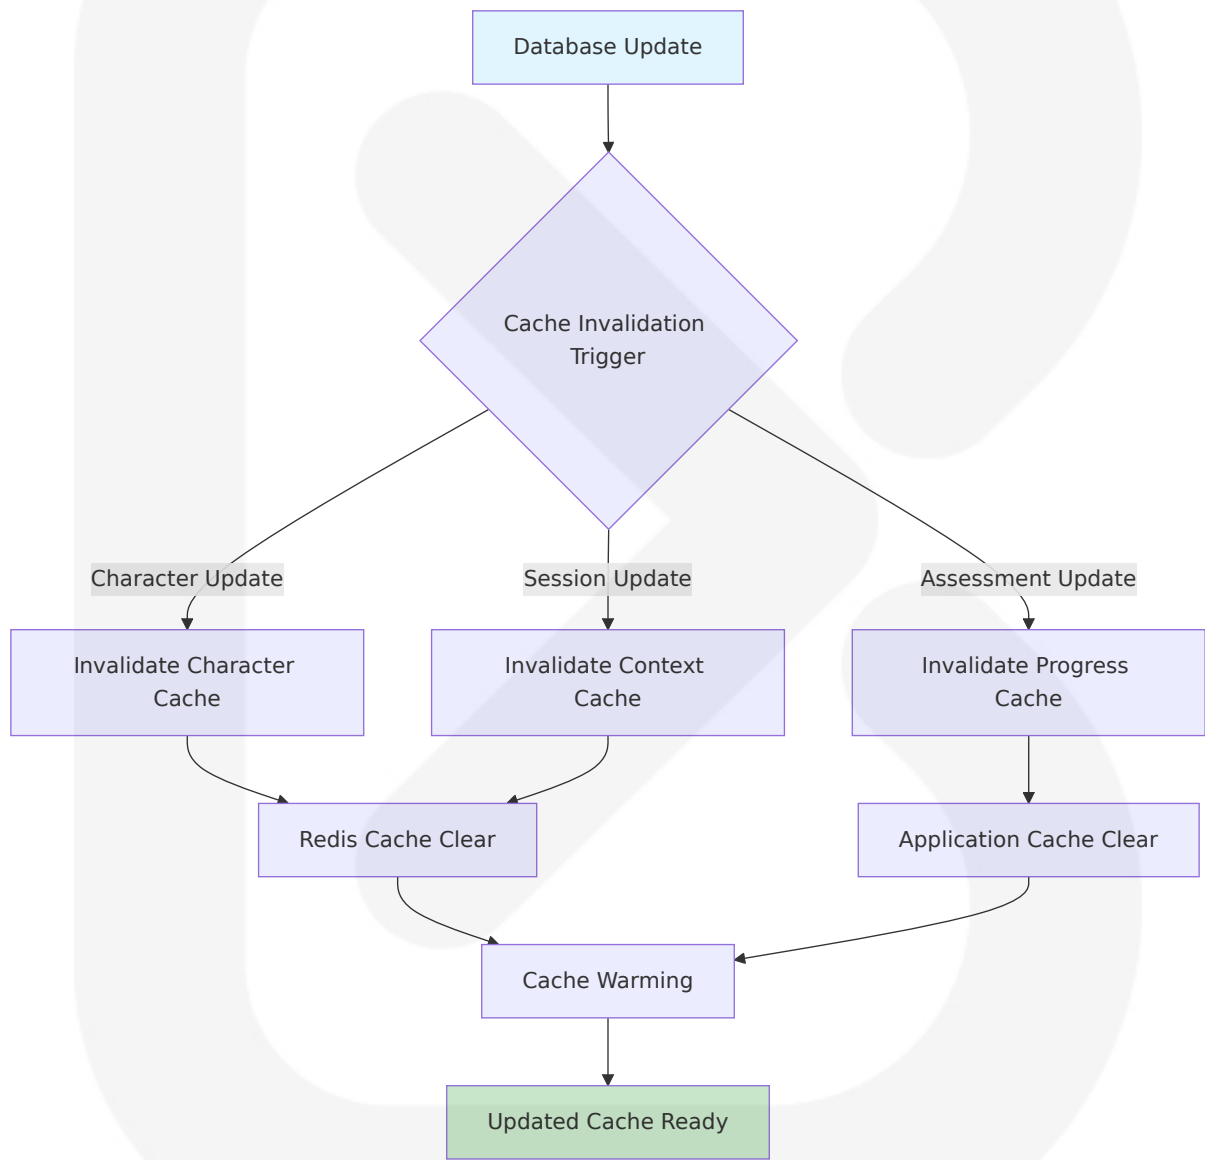 Database Update
Cache Invalidation
Trigger
Character Update
Session Update
Assessment Update
Invalidate Character
Cache
Invalidate Context
Cache
Invalidate Progress
Cache
Redis Cache Clear
Application Cache Clear
Cache Warming
Updated Cache Ready